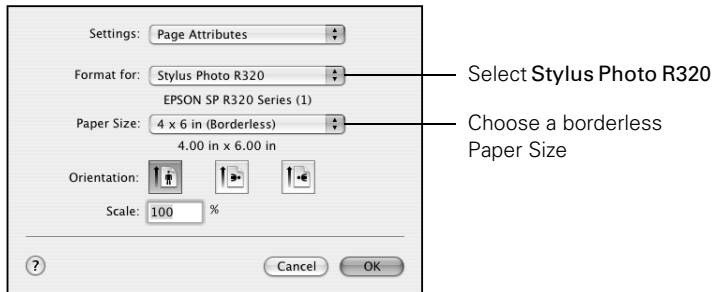 Settings: Page Attributes
Format for: Stylus Photo R320
Select Stylus Photo R320
EPSON SP R320 Series (1)
Paper Size: 4 x 6 in (Borderless)
Choose a borderless
Paper Size
4.00 in x 6.00 in
Orientation:
Scale: 100 %
? Cancel OK